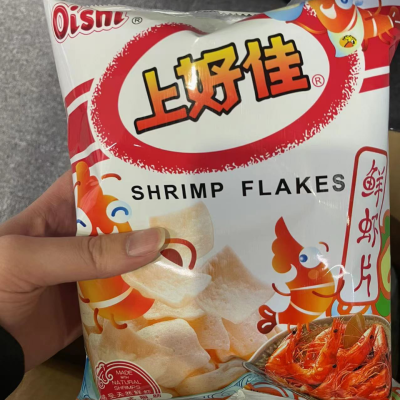 Oishi®
上好佳®
SHRIMP FLAKES
鲜虾片
MADE
WITH
NATURAL
SHRIMPS